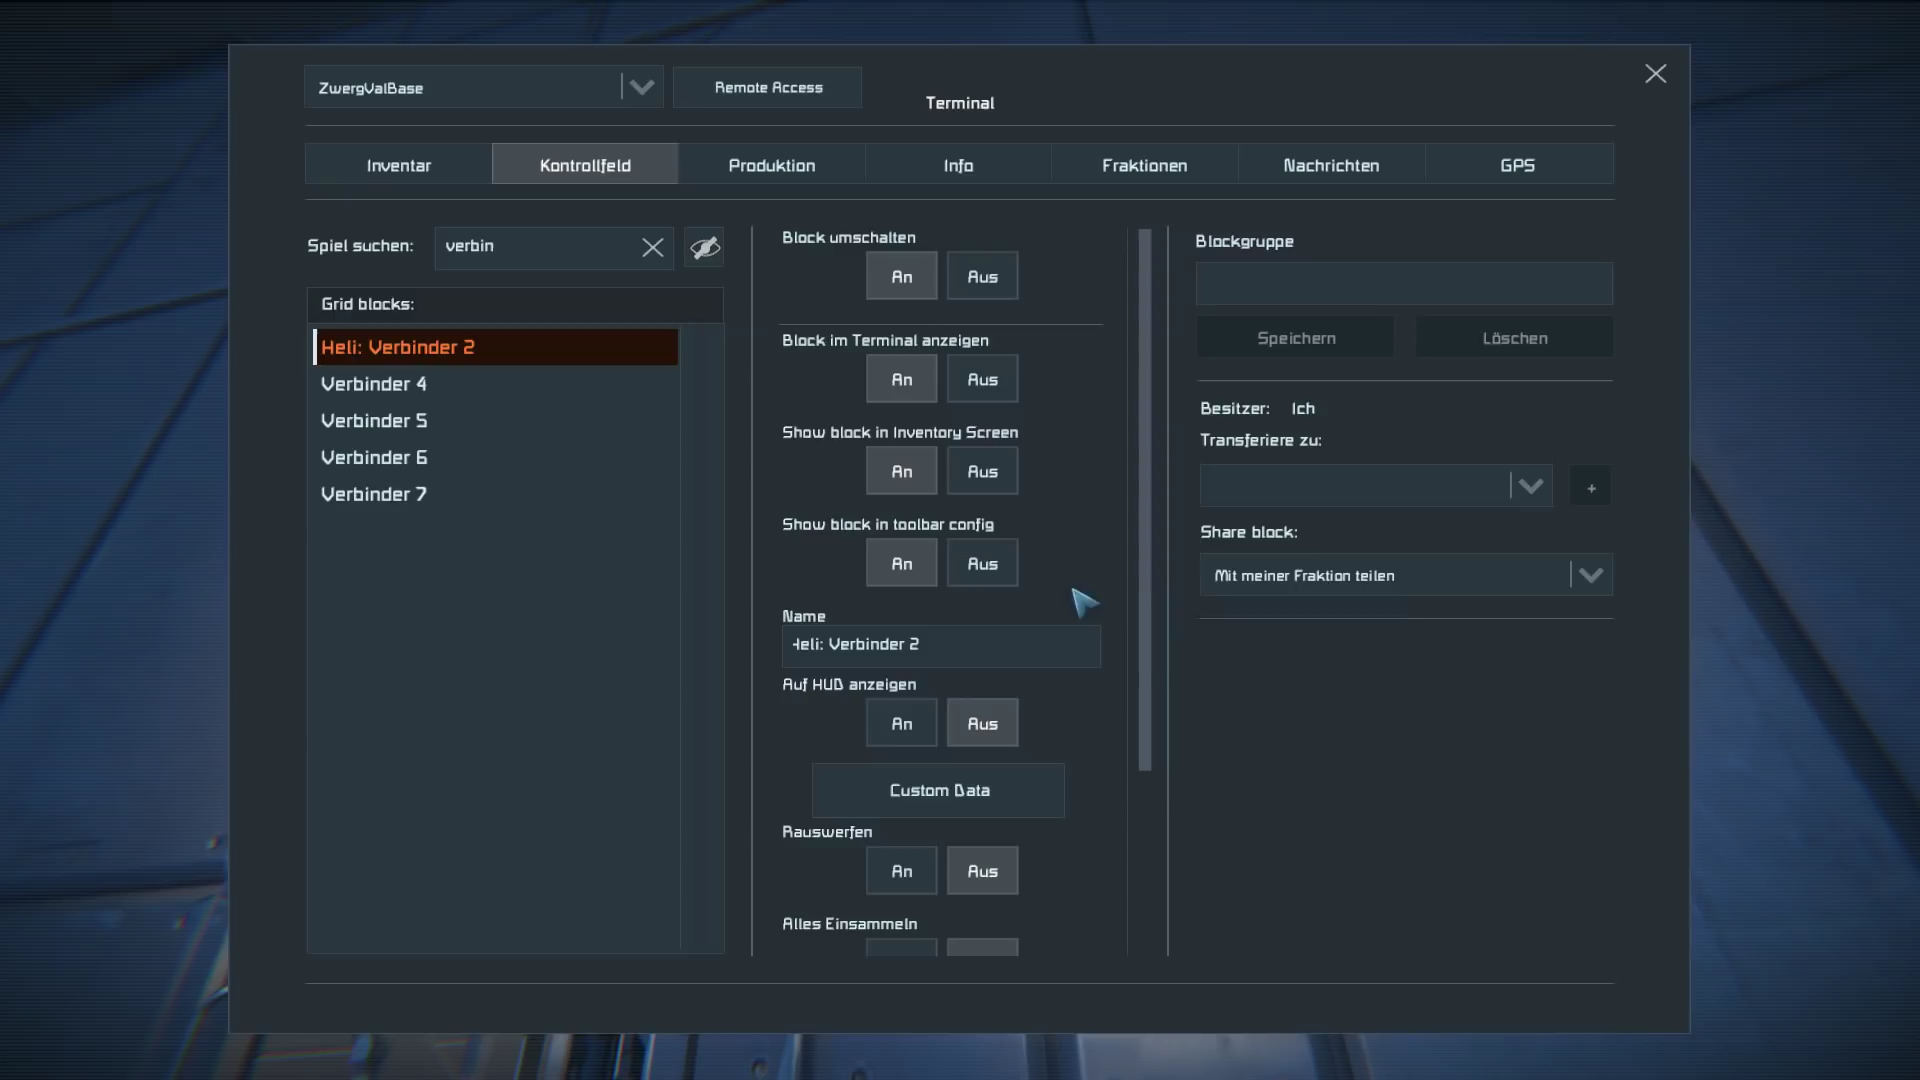 ZwergValBase
Remote Access
Terminal
Inventar
Kontrollfeld
Produktion
Info
Fraktionen
Nachrichten
GPS
Spiel suchen:
verbin
Grid blocks:
Heli: Verbinder 2
Verbinder 4
Verbinder 5
Verbinder 6
Verbinder 7
Block umschalten
An
Aus
Block im Terminal anzeigen
An
Aus
Show block in Inventory Screen
An
Aus
Show block in toolbar config
An
Aus
Name
Heli: Verbinder 2
Auf HUD anzeigen
An
Aus
Custom Data
Rauswerfen
An
Aus
Alles Einsammeln
Blockgruppe
Speichern
Löschen
Besitzer: Ich
Transferiere zu:
+
Share block:
Mit meiner Fraktion teilen